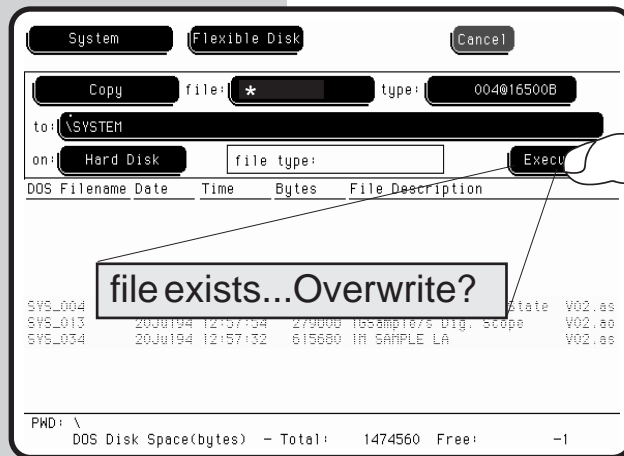 System Flexible Disk Cancel
Copy file: * type: 004@16500B
to: \SYSTEM
on: Hard Disk file type: Execu
DOS Filename Date Time Bytes File Description
file exists...Overwrite?
SYS_004 State V02.as
SYS_013 20Jul94 12:57:54 279808 1GSample/s Dig. Scope V02.ao
SYS_034 20Jul94 12:57:32 615680 1M SAMPLE LA V02.as
PWD: \
DOS Disk Space(bytes) - Total: 1474560 Free: -1